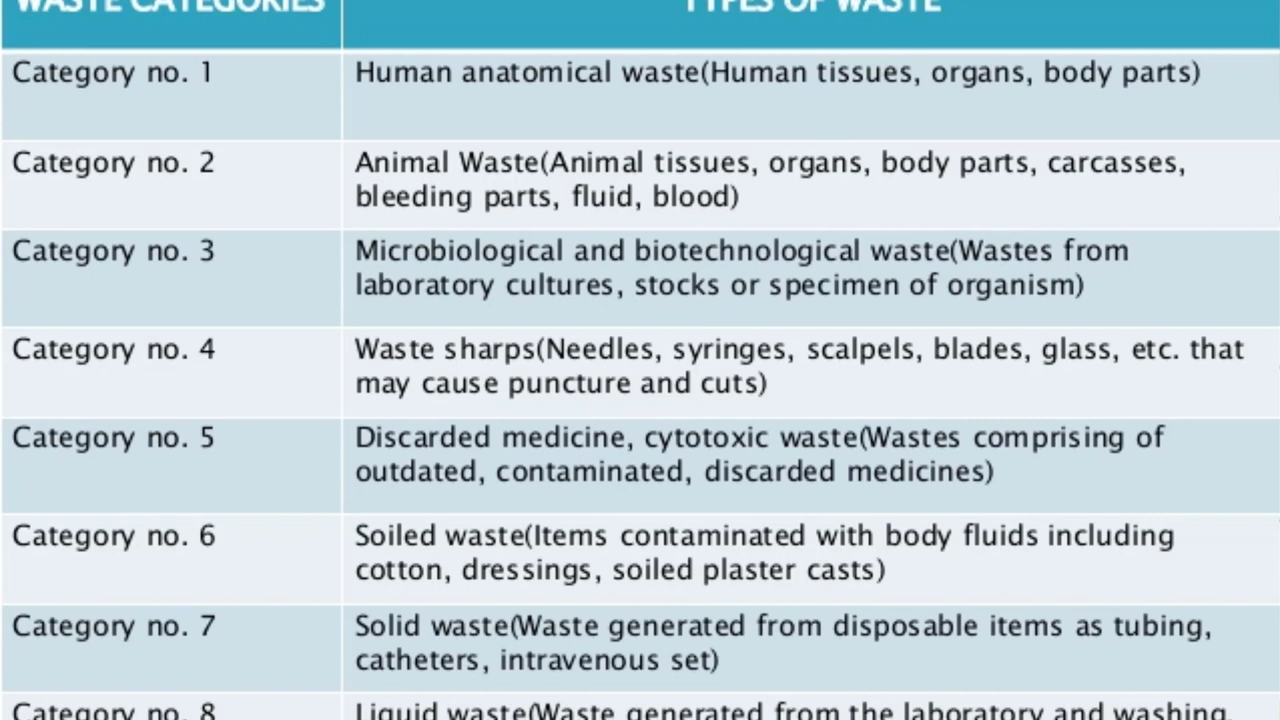 WASTE CATEGORIES TYPES OF WASTE
Category no. 1 Human anatomical waste(Human tissues, organs, body parts)
Category no. 2 Animal Waste(Animal tissues, organs, body parts, carcasses,
bleeding parts, fluid, blood)
Category no. 3 Microbiological and biotechnological waste(Wastes from
laboratory cultures, stocks or specimen of organism)
Category no. 4 Waste sharps(Needles, syringes, scalpels, blades, glass, etc. that
may cause puncture and cuts)
Category no. 5 Discarded medicine, cytotoxic waste(Wastes comprising of
outdated, contaminated, discarded medicines)
Category no. 6 Soiled waste(Items contaminated with body fluids including
cotton, dressings, soiled plaster casts)
Category no. 7 Solid waste(Waste generated from disposable items as tubing,
catheters, intravenous set)
Category no. 8 Liquid waste(Waste generated from the laboratory and washing,